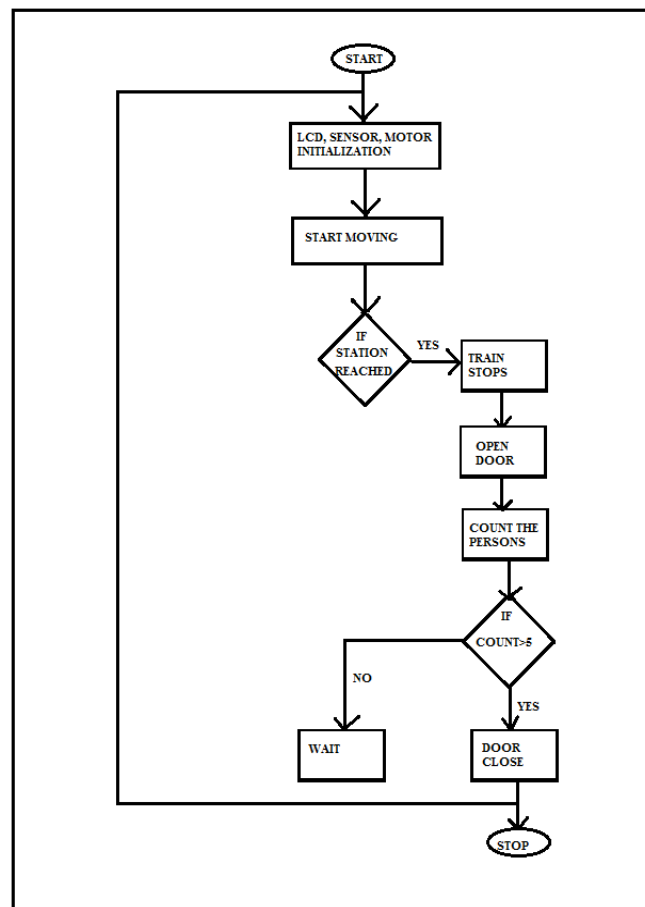 START
LCD, SENSOR, MOTOR
INITIALIZATION
START MOVING
IF
STATION
REACHED
YES
TRAIN
STOPS
OPEN
DOOR
COUNT THE
PERSONS
IF
COUNT>5
NO
YES
WAIT
DOOR
CLOSE
STOP